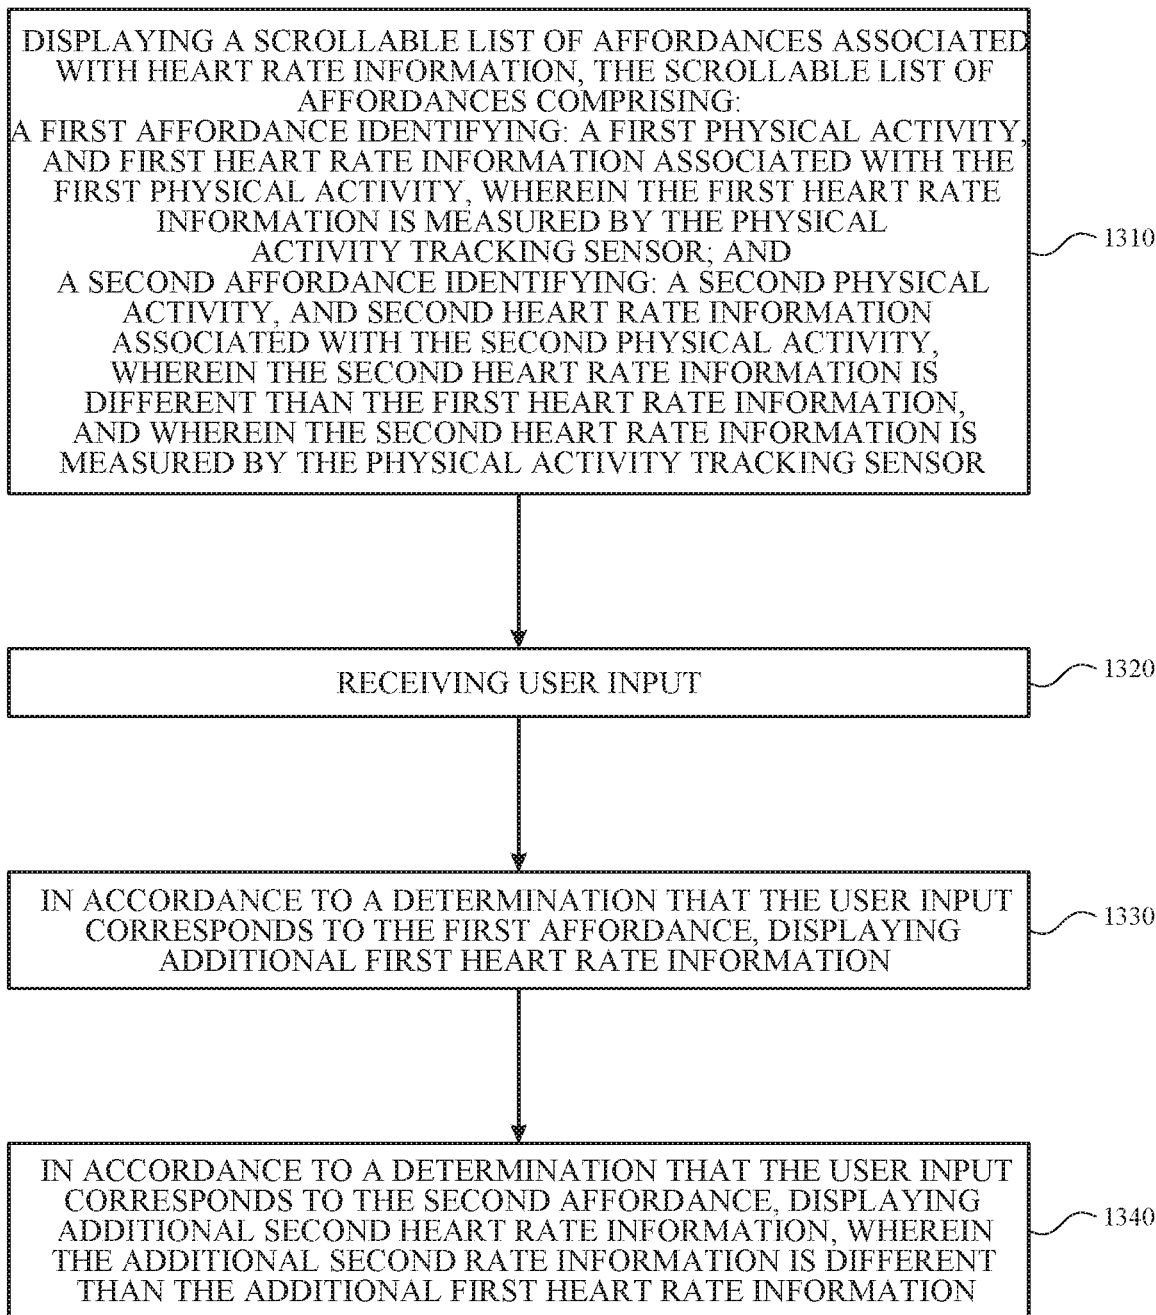 DISPLAYING A SCROLLABLE LIST OF AFFORDANCES ASSOCIATED
WITH HEART RATE INFORMATION, THE SCROLLABLE LIST OF
AFFORDANCES COMPRISING:
A FIRST AFFORDANCE IDENTIFYING: A FIRST PHYSICAL ACTIVITY,
AND FIRST HEART RATE INFORMATION ASSOCIATED WITH THE
FIRST PHYSICAL ACTIVITY, WHEREIN THE FIRST HEART RATE
INFORMATION IS MEASURED BY THE PHYSICAL
ACTIVITY TRACKING SENSOR; AND
A SECOND AFFORDANCE IDENTIFYING: A SECOND PHYSICAL
ACTIVITY, AND SECOND HEART RATE INFORMATION
ASSOCIATED WITH THE SECOND PHYSICAL ACTIVITY,
WHEREIN THE SECOND HEART RATE INFORMATION IS
DIFFERENT THAN THE FIRST HEART RATE INFORMATION,
AND WHEREIN THE SECOND HEART RATE INFORMATION IS
MEASURED BY THE PHYSICAL ACTIVITY TRACKING SENSOR
1310
RECEIVING USER INPUT
1320
IN ACCORDANCE TO A DETERMINATION THAT THE USER INPUT
CORRESPONDS TO THE FIRST AFFORDANCE, DISPLAYING
ADDITIONAL FIRST HEART RATE INFORMATION
1330
IN ACCORDANCE TO A DETERMINATION THAT THE USER INPUT
CORRESPONDS TO THE SECOND AFFORDANCE, DISPLAYING
ADDITIONAL SECOND HEART RATE INFORMATION, WHEREIN
THE ADDITIONAL SECOND RATE INFORMATION IS DIFFERENT
THAN THE ADDITIONAL FIRST HEART RATE INFORMATION
1340